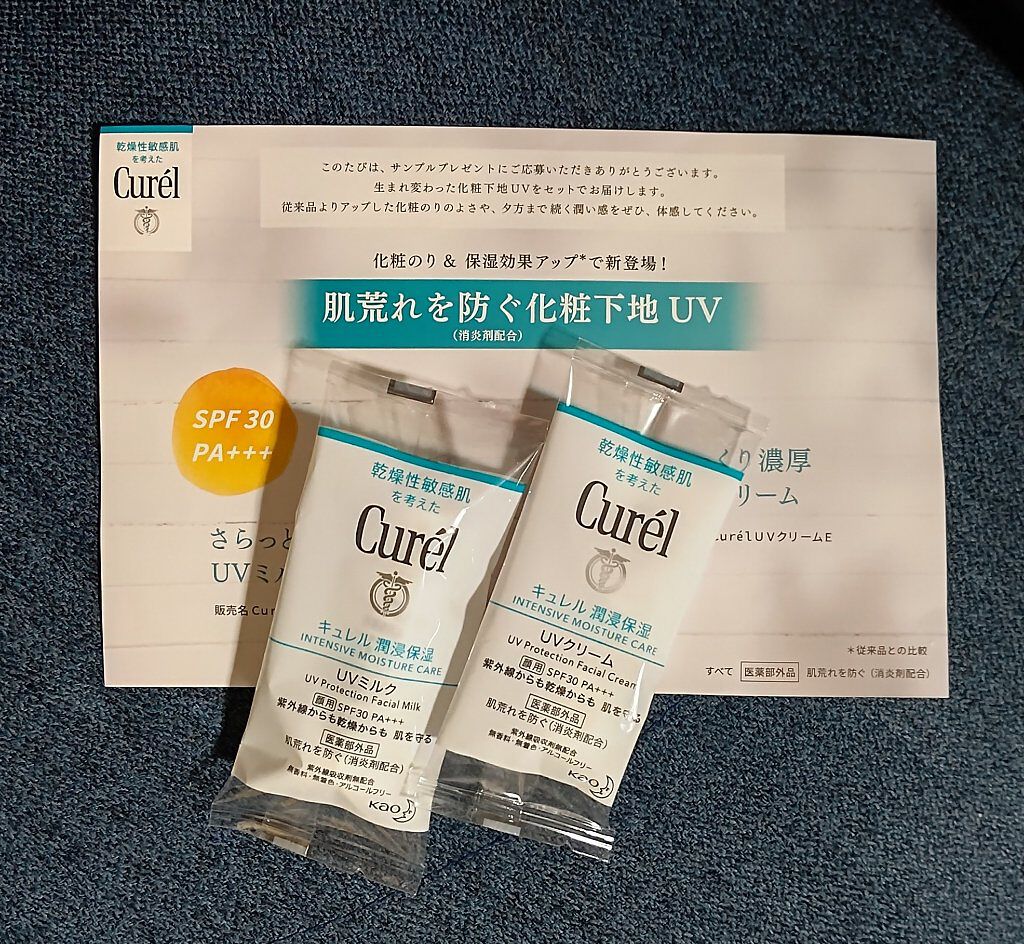 乾燥性敏感肌
を考えた
Curél
このたびは、サンプルプレゼントにご応募いただきありがとうございます。
生まれ変わった化粧下地UVをセットでお届けします。
従来品よりアップした化粧のりのよさや、夕方まで続く潤い感をぜひ、体感してください。
化粧のり & 保湿効果アップ*で新登場!
肌荒れを防ぐ化粧下地 UV
(消炎剤配合)
SPF 30
PA+++
さらっと
UVミル
販売名 Cur
り濃厚
リーム
CurélUVクリームE
*従来品との比較
すべて 医薬部外品 肌荒れを防ぐ (消炎剤配合)
乾燥性敏感肌
を考えた
Curél
キュレル 潤浸保湿
INTENSIVE MOISTURE CARE
UVミルク
UV Protection Facial Milk
顔用 SPF30 PA+++
紫外線からも乾燥からも 肌を守る
医薬部外品
肌荒れを防ぐ(消炎剤配合)
紫外線吸収剤無配合
無香料・無着色・アルコールフリー
Kao
乾燥性敏感肌
を考えた
Curél
キュレル 潤浸保湿
INTENSIVE MOISTURE CARE
UVクリーム
UV Protection Facial Cream
顔用 SPF30 PA+++
紫外線からも乾燥からも 肌を守る
医薬部外品
肌荒れを防ぐ(消炎剤配合)
紫外線吸収剤無配合
無香料・無着色・アルコールフリー
Kao